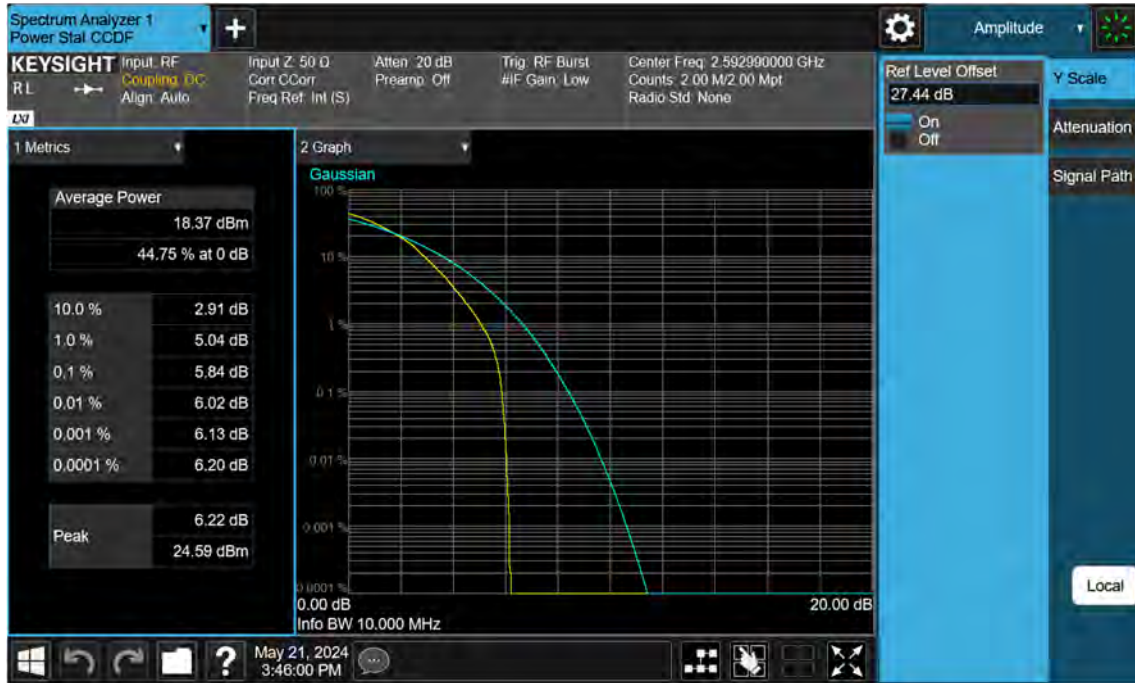 Spectrum Analyzer 1
Power Stat CCDF
+
Amplitude
KEYSIGHT
RL
LXI
Input: RF
Coupling: DC
Align: Auto
Input Z: 50 Ω
Corr CCorr
Freq Ref: Int (S)
Atten: 20 dB
Preamp: Off
Trig: RF Burst
#IF Gain: Low
Center Freq: 2.592990000 GHz
Counts: 2.00 M/2.00 Mpt
Radio Std: None
Ref Level Offset
27.44 dB
On
Off
Y Scale
Attenuation
Signal Path
1 Metrics
Average Power
18.37 dBm
44.75 % at 0 dB
10.0 % 2.91 dB
1.0 % 5.04 dB
0.1 % 5.84 dB
0.01 % 6.02 dB
0.001 % 6.13 dB
0.0001 % 6.20 dB
Peak
6.22 dB
24.59 dBm
2 Graph
Gaussian
100 %
10 %
1 %
0.1 %
0.01 %
0.001 %
0.0001 %
0.00 dB 20.00 dB
Info BW 10.000 MHz
Local
?
May 21, 2024
3:46:00 PM